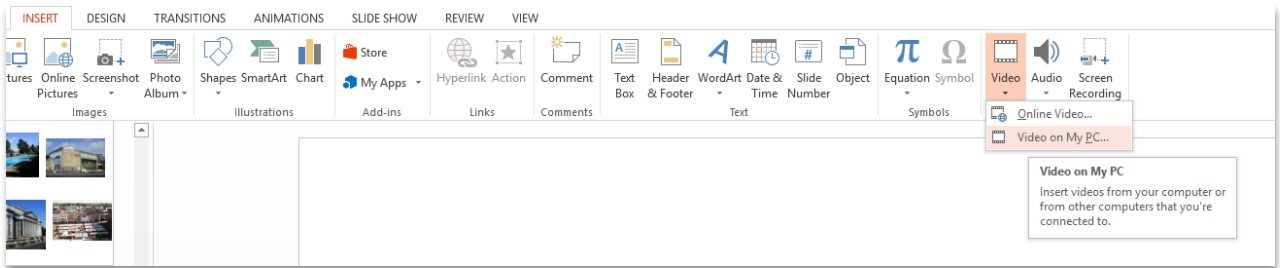 INSERT DESIGN TRANSITIONS ANIMATIONS SLIDE SHOW REVIEW VIEW
tures Online Pictures Screenshot Photo Album Shapes SmartArt Chart Store My Apps Hyperlink Action Comment Text Box Header & Footer WordArt Date & Time Slide Number Object Equation Symbol Video Audio Screen Recording
Images Illustrations Add-ins Links Comments Text Symbols
Online Video...
Video on My PC...
Video on My PC
Insert videos from your computer or
from other computers that you're
connected to.